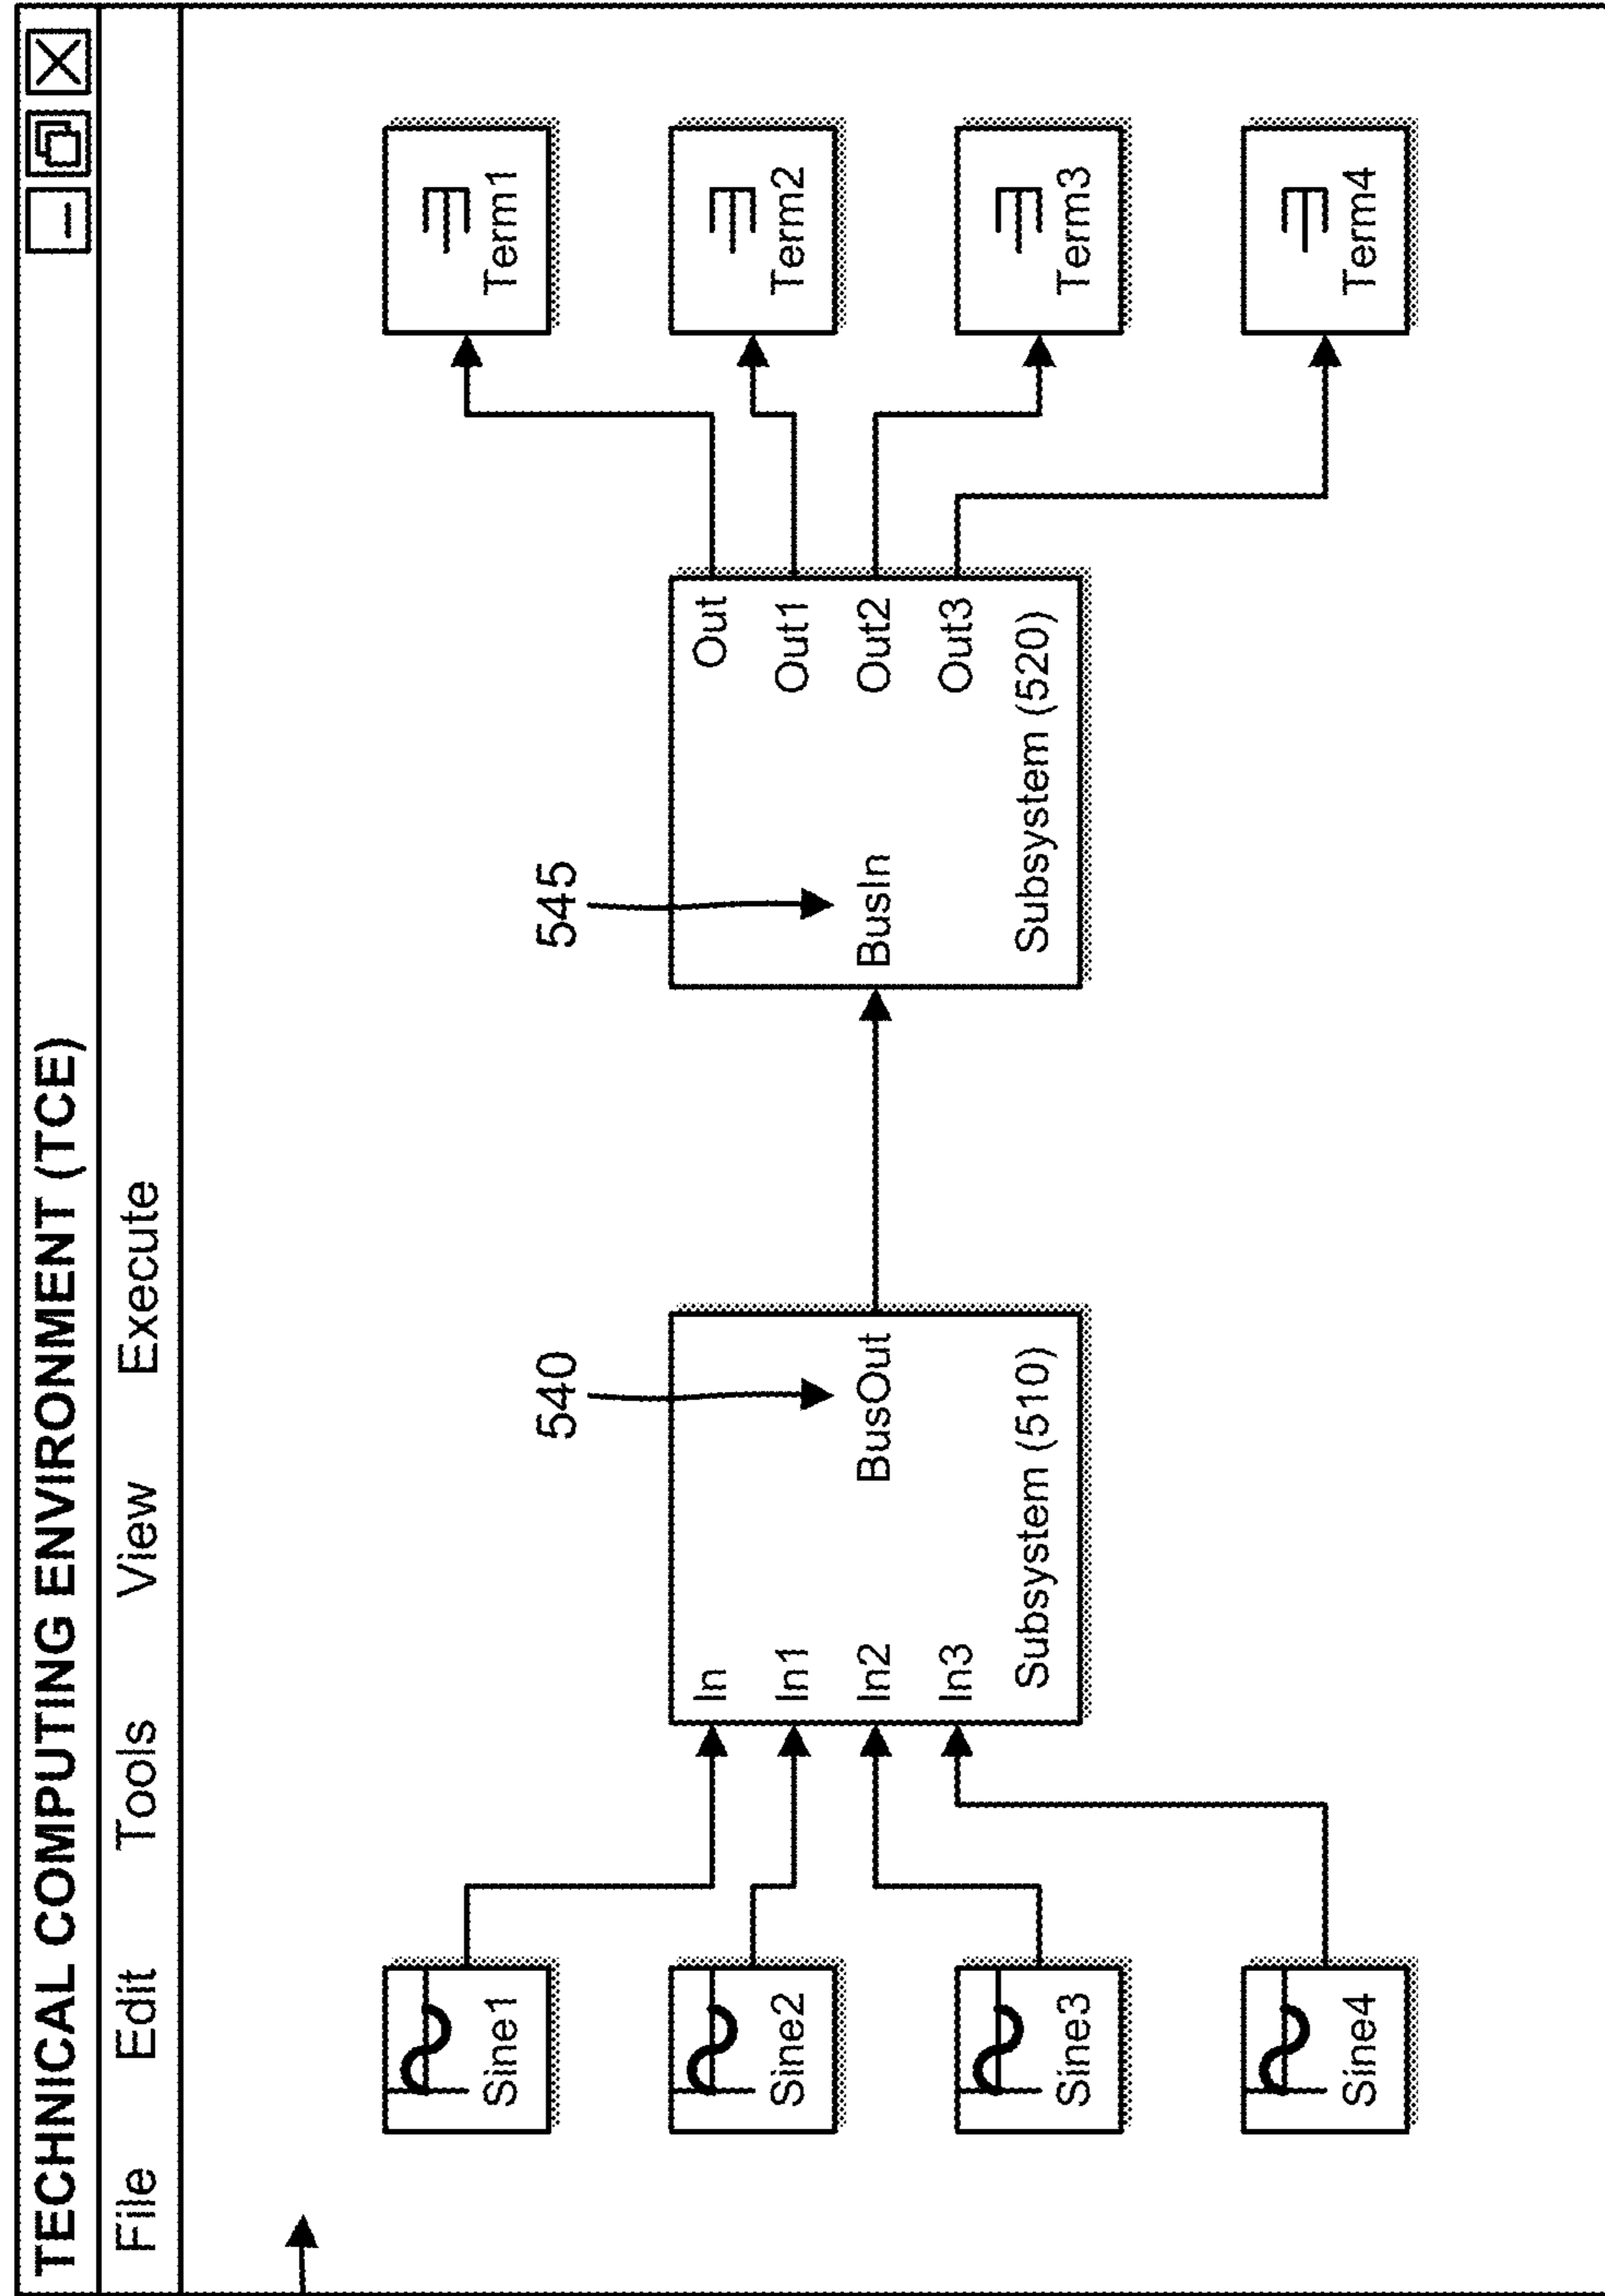 TECHNICAL COMPUTING ENVIRONMENT (TCE)
File Edit Tools View Execute
Sine1
Sine2
Sine3
Sine4
540
In
In1
In2
In3
BusOut
Subsystem (510)
545
BusIn
Out
Out1
Out2
Out3
Subsystem (520)
Term1
Term2
Term3
Term4